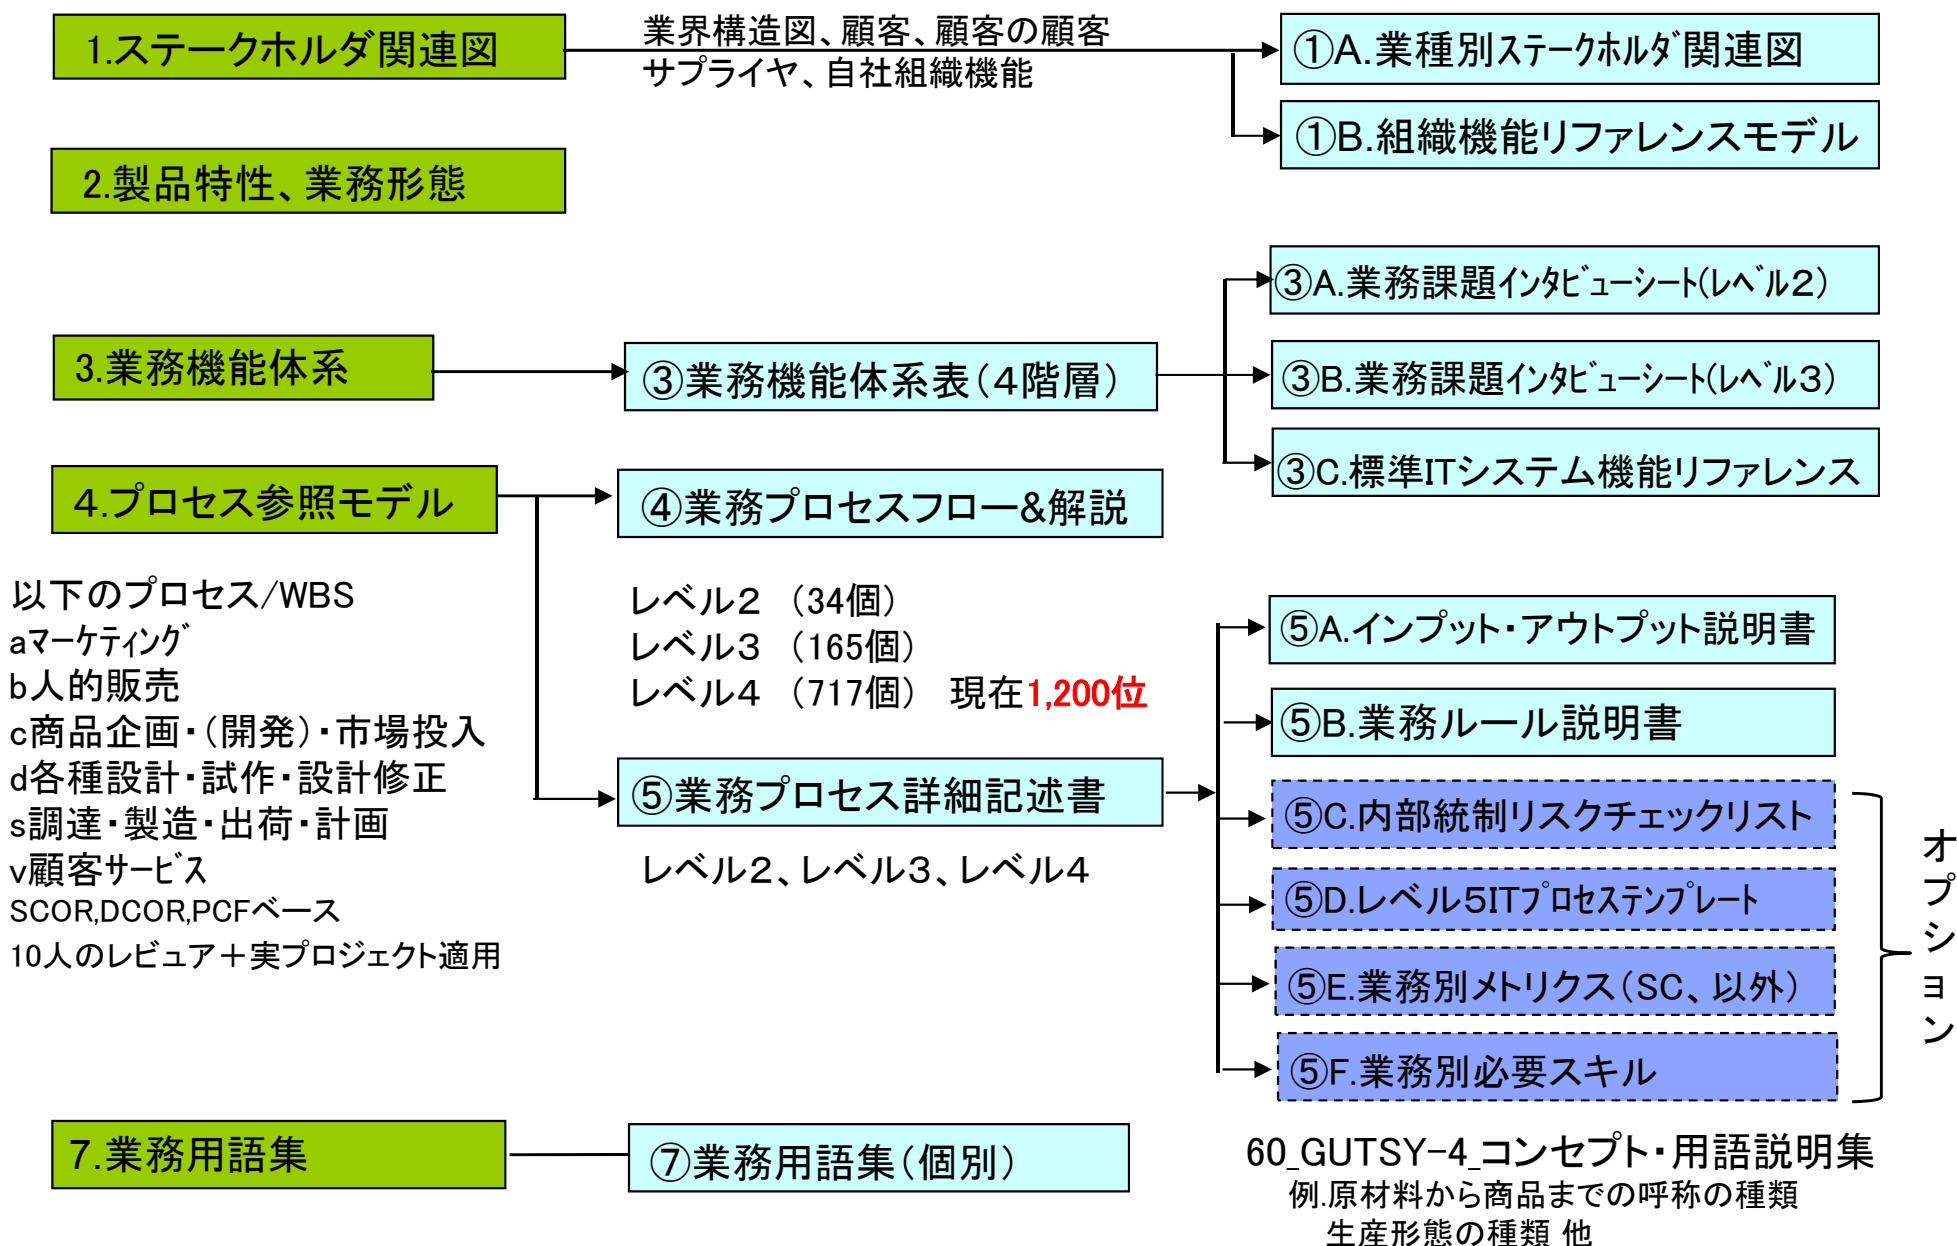 1.ステークホルダ関連図
業界構造図、顧客、顧客の顧客
サプライヤ、自社組織機能
①A.業種別ｽﾃｰｸﾎﾙﾀﾞ関連図
①B.組織機能リファレンスモデル
2.製品特性、業務形態
3.業務機能体系
③業務機能体系表（４階層）
③A.業務課題ｲﾝﾀﾋﾞｭｰｼｰﾄ(ﾚﾍﾞﾙ２）
③B.業務課題ｲﾝﾀﾋﾞｭｰｼｰﾄ(ﾚﾍﾞﾙ３）
③C.標準ITシステム機能リファレンス
４.プロセス参照モデル
④業務プロセスフロー&解説
以下のプロセス/WBS
aﾏｰｹﾃｨﾝｸﾞ
b人的販売
c商品企画・（開発）・市場投入
d各種設計・試作・設計修正
s調達・製造・出荷・計画
v顧客ｻｰﾋﾞｽ
SCOR,DCOR,PCFベース
10人のレビュア＋実プロジェクト適用
レベル２　（34個）
レベル３　（165個）
レベル４　（717個）　現在1,200位
⑤業務プロセス詳細記述書
レベル２、レベル３、レベル４
⑤A.インプット・アウトプット説明書
⑤B.業務ルール説明書
⑤C.内部統制リスクチェックリスト
⑤D.レベル５ITﾌﾟﾛｾｽﾃﾝﾌﾟﾚｰﾄ
⑤E.業務別メトリクス（SC、以外）
⑤F.業務別必要スキル
オプション
７.業務用語集
⑦業務用語集（個別）
60_GUTSY-4_コンセプト・用語説明集
例.原材料から商品までの呼称の種類
生産形態の種類 他